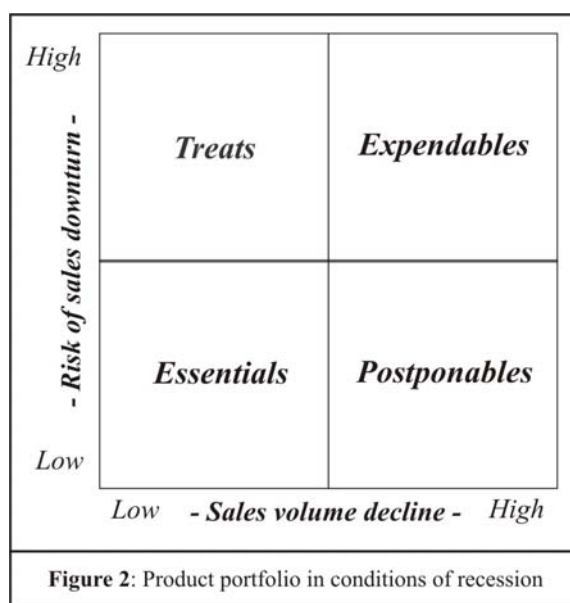 High
Treats
Expendables
- Risk of sales downturn -
Essentials
Postponables
Low
Low
- Sales volume decline -
High
Figure 2: Product portfolio in conditions of recession